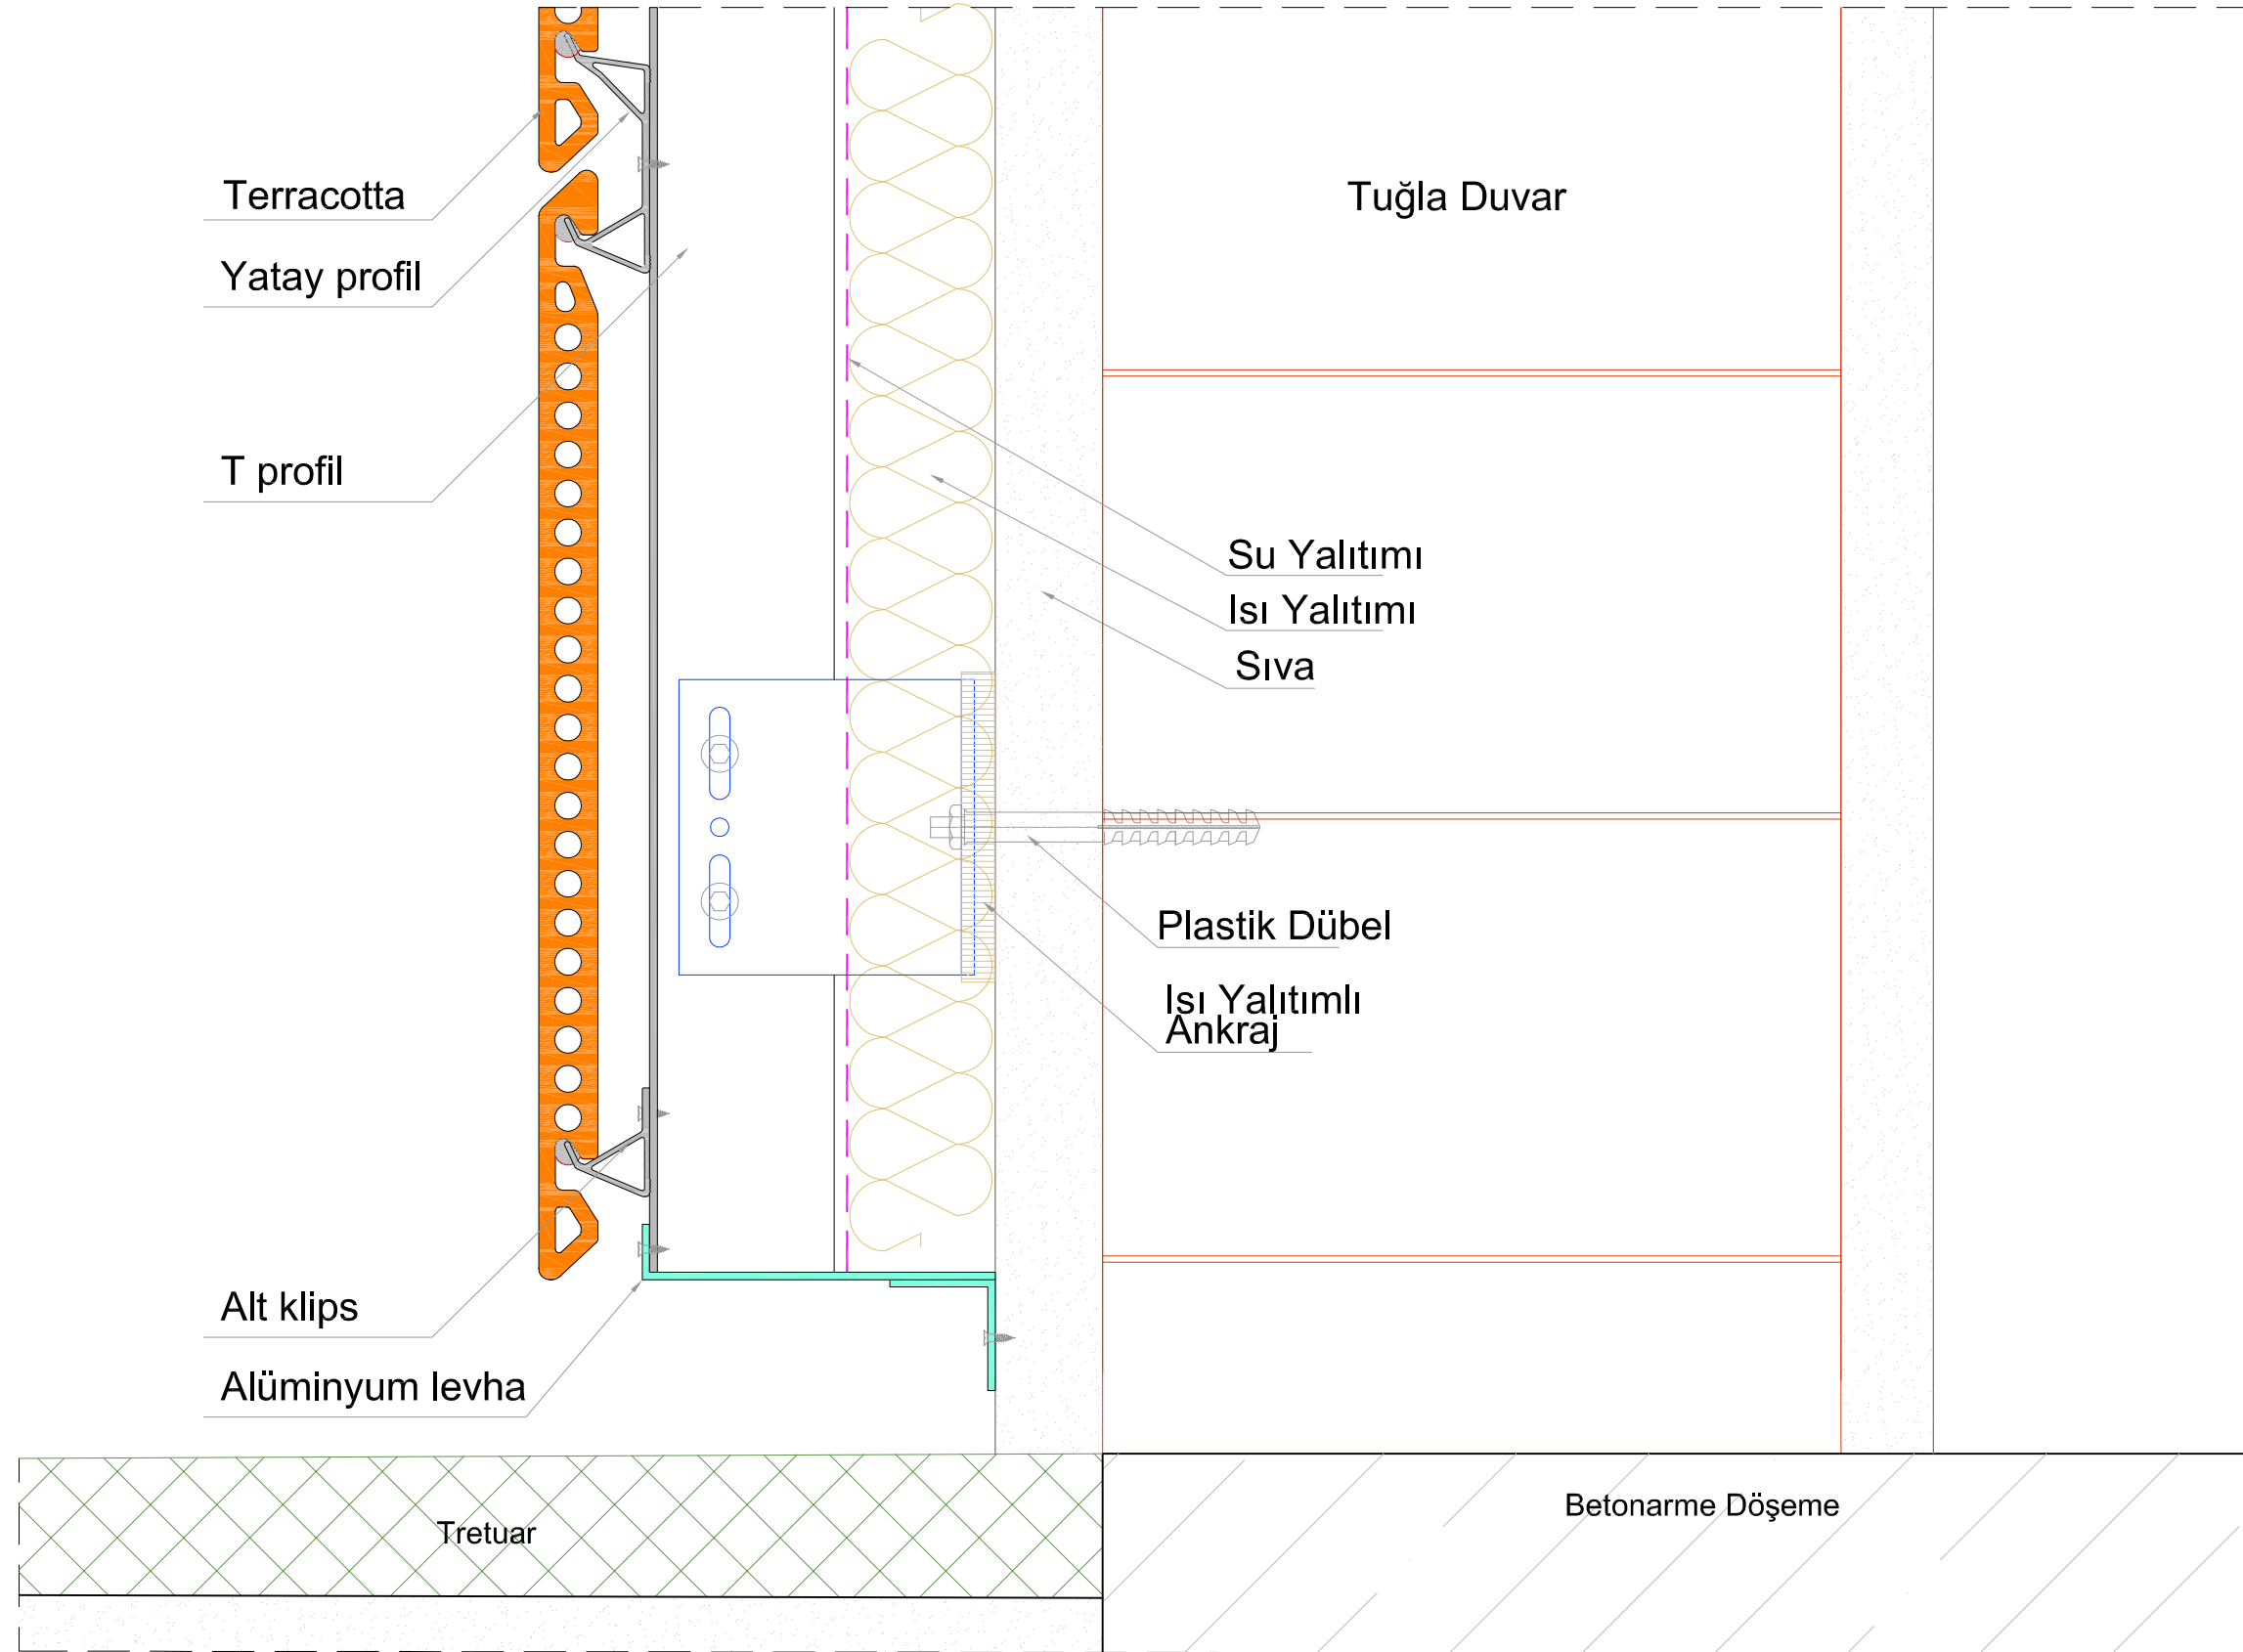 Terracotta
Tuğla Duvar
Yatay profil
T profil
Su Yalıtımı
Isı Yalıtımı
Sıva
Plastik Dübel
Isı Yalıtımlı
Ankraj
Alt klips
Alüminyum levha
Betonarme Döşeme
Tretuar